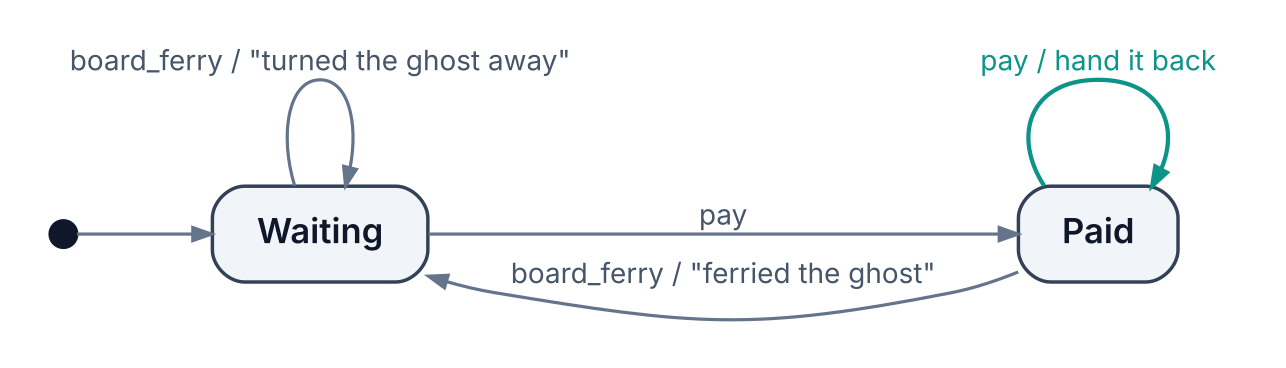 board_ferry / "turned the ghost away"
pay / hand it back
Waiting
pay
Paid
board_ferry / "ferried the ghost"